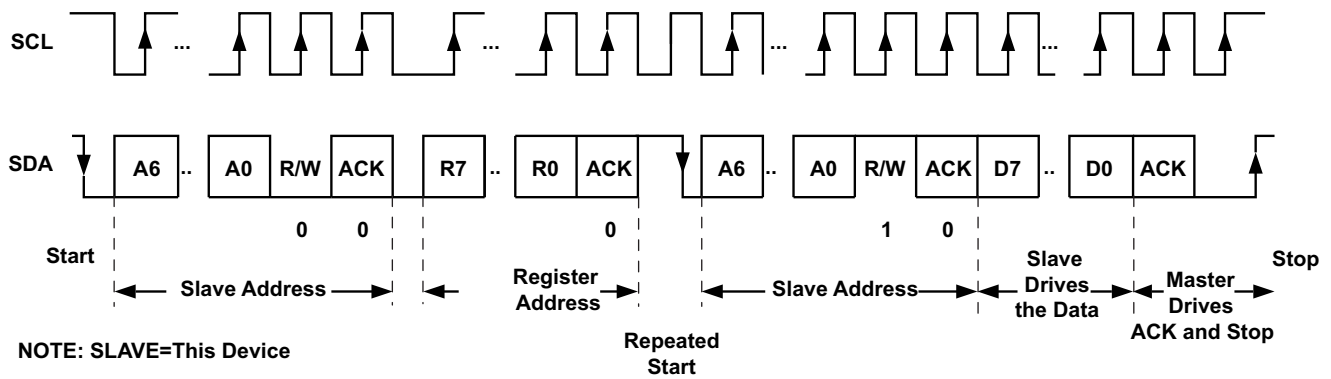 SCL ... ... ... ...
SDA A6 .. A0 R/W ACK R7 .. R0 ACK A6 .. A0 R/W ACK D7 .. D0 ACK
0 0 0 1 0
Start
Slave Address
Register
Address
Repeated
Start
Slave Address
Slave
Drives
the Data
Master
Drives
ACK and Stop
Stop
NOTE: SLAVE=This Device